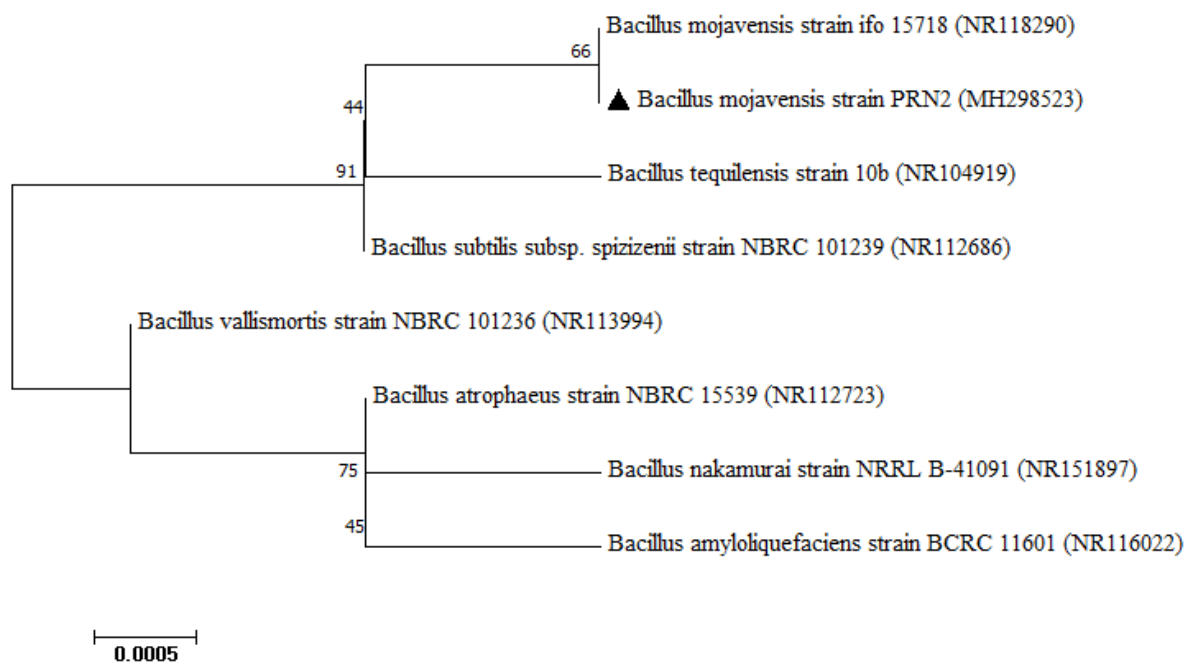 Bacillus mojavensis strain ifo 15718 (NR118290)
66
Bacillus mojavensis strain PRN2 (MH298523)
44
91
Bacillus tequilensis strain 10b (NR104919)
Bacillus subtilis subsp. spizizenii strain NBRC 101239 (NR112686)
Bacillus vallismortis strain NBRC 101236 (NR113994)
Bacillus atrophaeus strain NBRC 15539 (NR112723)
75
Bacillus nakamurai strain NRRL B-41091 (NR151897)
45
Bacillus amyloliquefaciens strain BCRC 11601 (NR116022)
0.0005